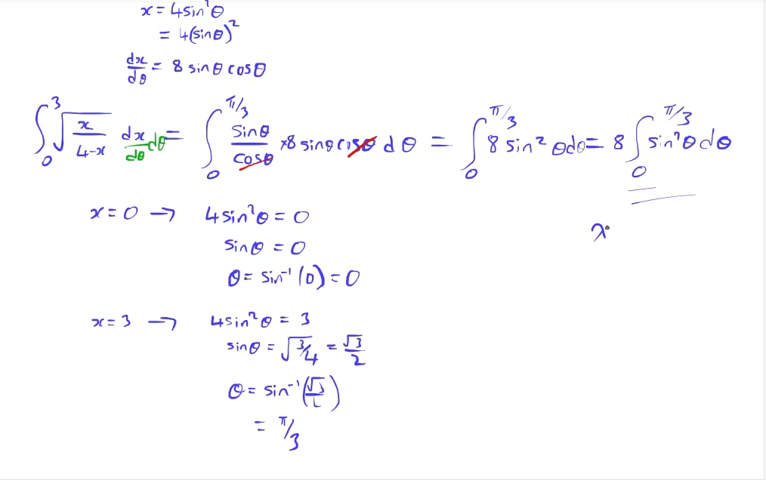 x = 4sin²θ
= 4(sinθ)²
dx/dθ = 8 sinθ cosθ
∫₀³ √(x/(4-x)) dx/dθ dθ = ∫₀^(π/3) sinθ/cosθ × 8 sinθ cosθ dθ = ∫₀^(π/3) 8 sin²θ dθ = 8 ∫₀^(π/3) sin²θ dθ
x = 0 → 4sin²θ = 0
sinθ = 0
θ = sin⁻¹(0) = 0
x = 3 → 4sin²θ = 3
sinθ = √(3/4) = √3/2
θ = sin⁻¹(√3/2)
= π/3